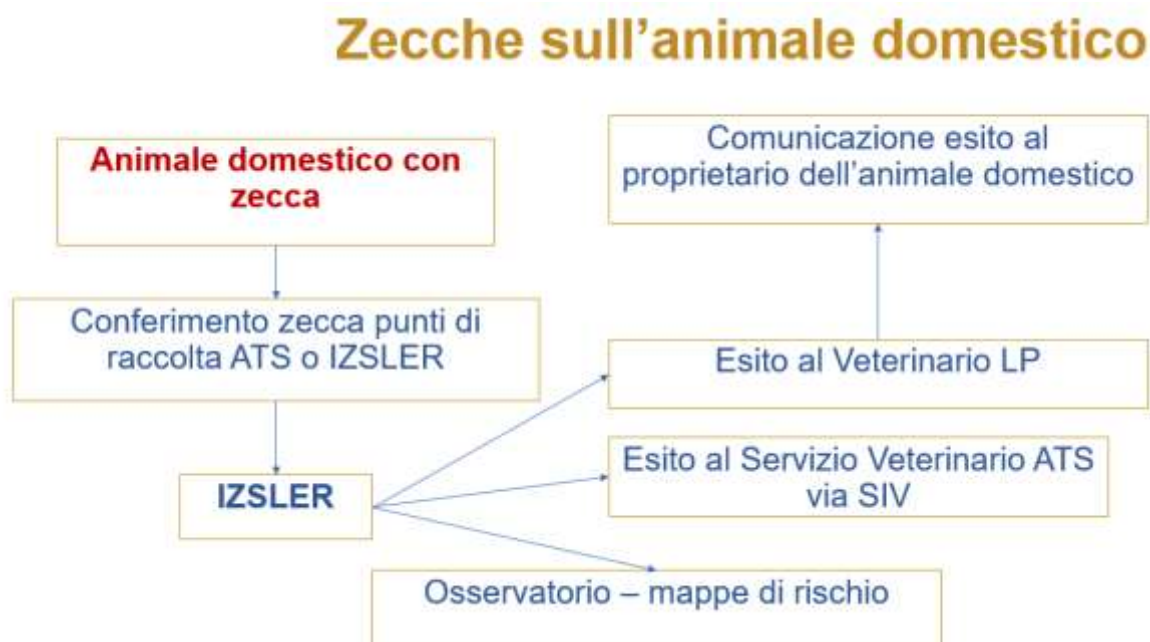 Zecche sull'animale domestico
Animale domestico con
zecca
Conferimento zecca punti di
raccolta ATS o IZSLER
IZSLER
Comunicazione esito al
proprietario dell'animale domestico
Esito al Veterinario LP
Esito al Servizio Veterinario ATS
via SIV
Osservatorio – mappe di rischio